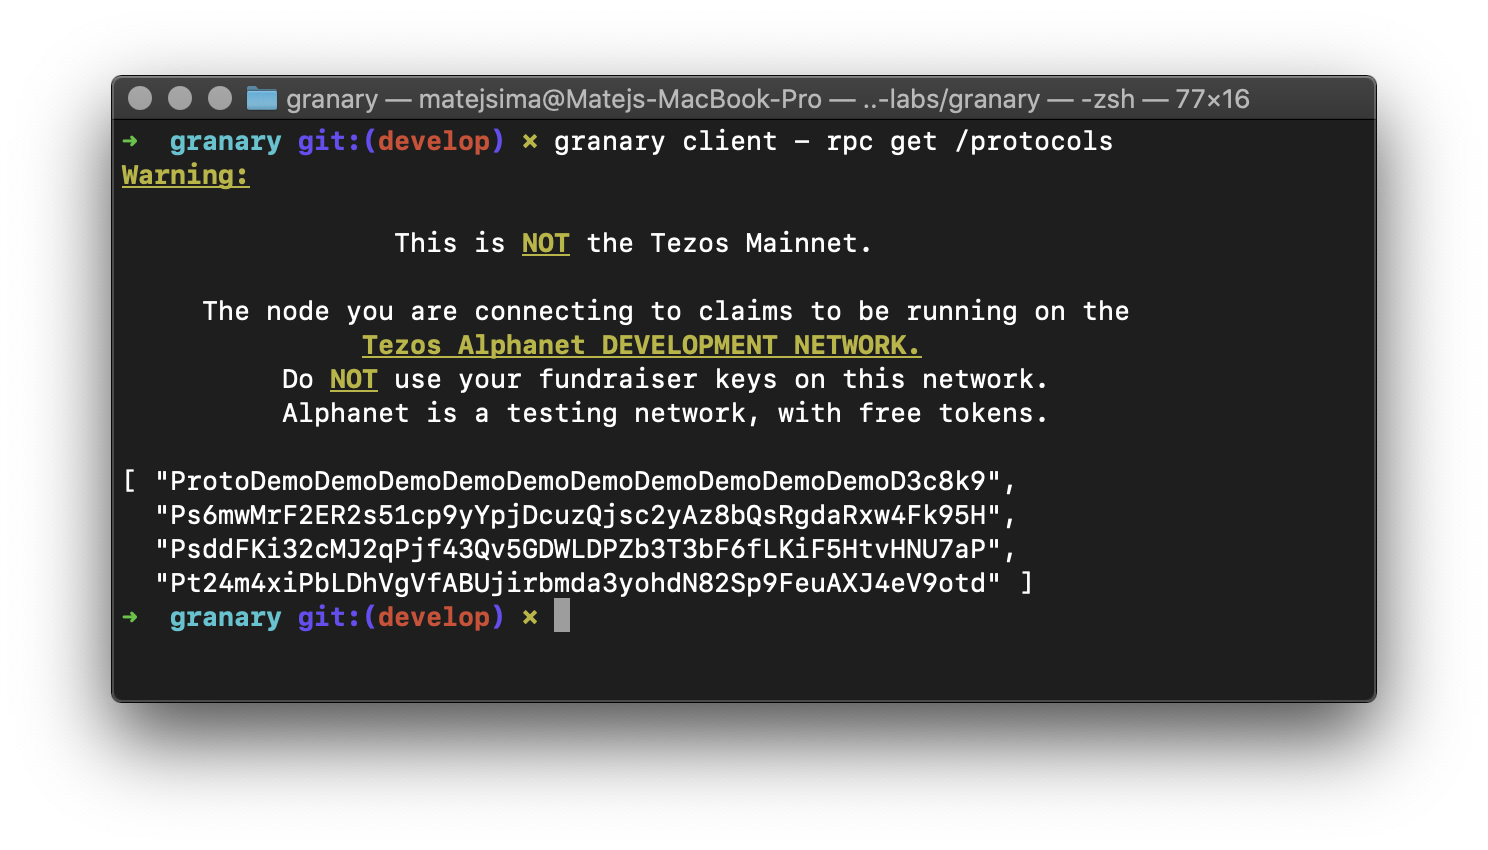 granary — matejsima@Matejs-MacBook-Pro — ..-labs/granary — -zsh — 77×16
➜ granary git:(develop) × granary client - rpc get /protocols
Warning:
This is NOT the Tezos Mainnet.
The node you are connecting to claims to be running on the
Tezos Alphanet DEVELOPMENT NETWORK.
Do NOT use your fundraiser keys on this network.
Alphanet is a testing network, with free tokens.
[ "ProtoDemoDemoDemoDemoDemoDemoDemoDemoDemoDemoD3c8k9",
"Ps6mwMrF2ER2s51cp9yYpjDcuzQjsc2yAz8bQsRgdaRxw4Fk95H",
"PsddFKi32cMJ2qPjf43Qv5GDWLDPZb3T3bF6fLKiF5HtvHNU7aP",
"Pt24m4xiPbLDhVgVfABUjirbmda3yohdN82Sp9FeuAXJ4eV9otd" ]
➜ granary git:(develop) ×